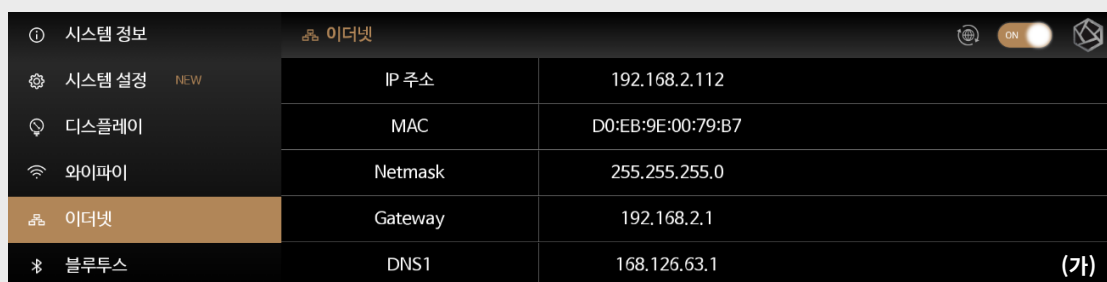 시스템 정보
이더넷
ON
시스템 설정 NEW
IP 주소 192.168.2.112
디스플레이
MAC D0:EB:9E:00:79:B7
와이파이
Netmask 255.255.255.0
이더넷
Gateway 192.168.2.1
블루투스
DNS1 168.126.63.1
(가)